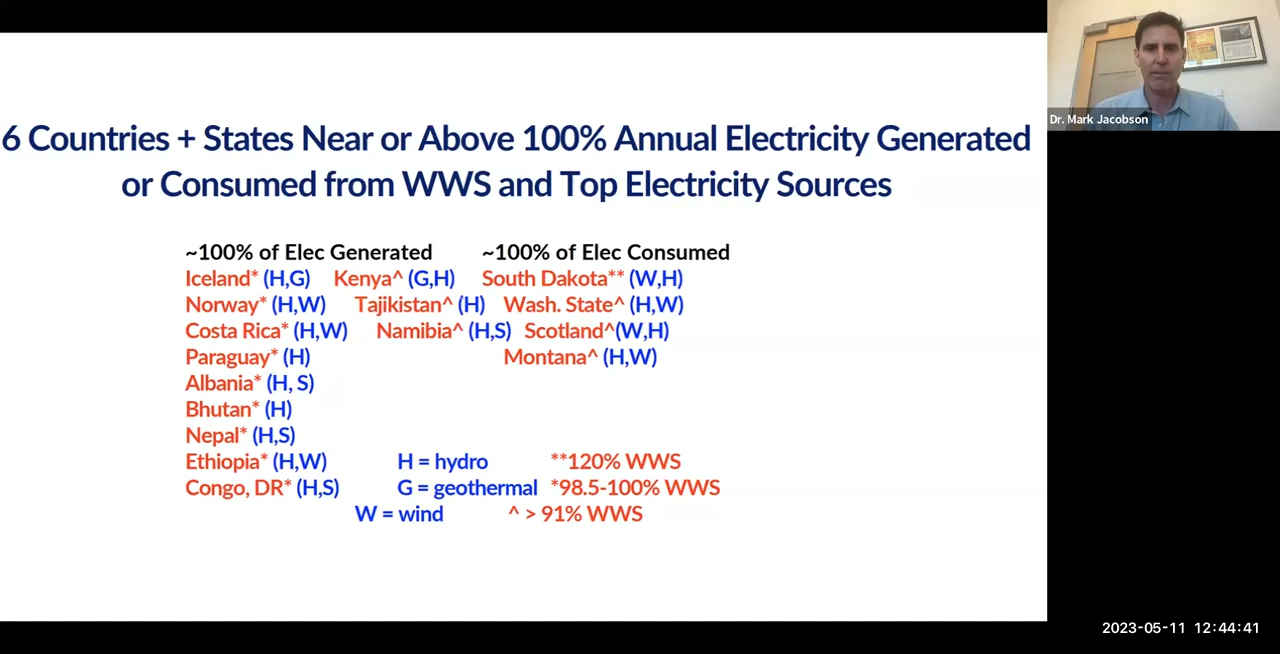 6 Countries + States Near or Above 100% Annual Electricity Generated
or Consumed from WWS and Top Electricity Sources
~100% of Elec Generated ~100% of Elec Consumed
Iceland* (H,G) Kenya^ (G,H) South Dakota** (W,H)
Norway* (H,W) Tajikistan^ (H) Wash. State^ (H,W)
Costa Rica* (H,W) Namibia^ (H,S) Scotland^(W,H)
Paraguay* (H) Montana^ (H,W)
Albania* (H, S)
Bhutan* (H)
Nepal* (H,S)
Ethiopia* (H,W) H = hydro **120% WWS
Congo, DR* (H,S) G = geothermal *98.5-100% WWS
W = wind ^ > 91% WWS
Dr. Mark Jacobson
2023-05-11 12:44:41